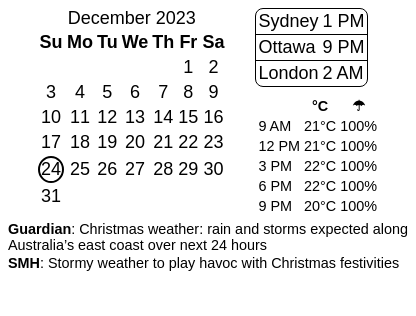 December 2023
Su Mo Tu We Th Fr Sa
1 2
3 4 5 6 7 8 9
10 11 12 13 14 15 16
17 18 19 20 21 22 23
24 25 26 27 28 29 30
31
Sydney 1 PM
Ottawa 9 PM
London 2 AM
°C ☂
9 AM 21°C 100%
12 PM 21°C 100%
3 PM 22°C 100%
6 PM 22°C 100%
9 PM 20°C 100%
Guardian: Christmas weather: rain and storms expected along
Australia’s east coast over next 24 hours
SMH: Stormy weather to play havoc with Christmas festivities